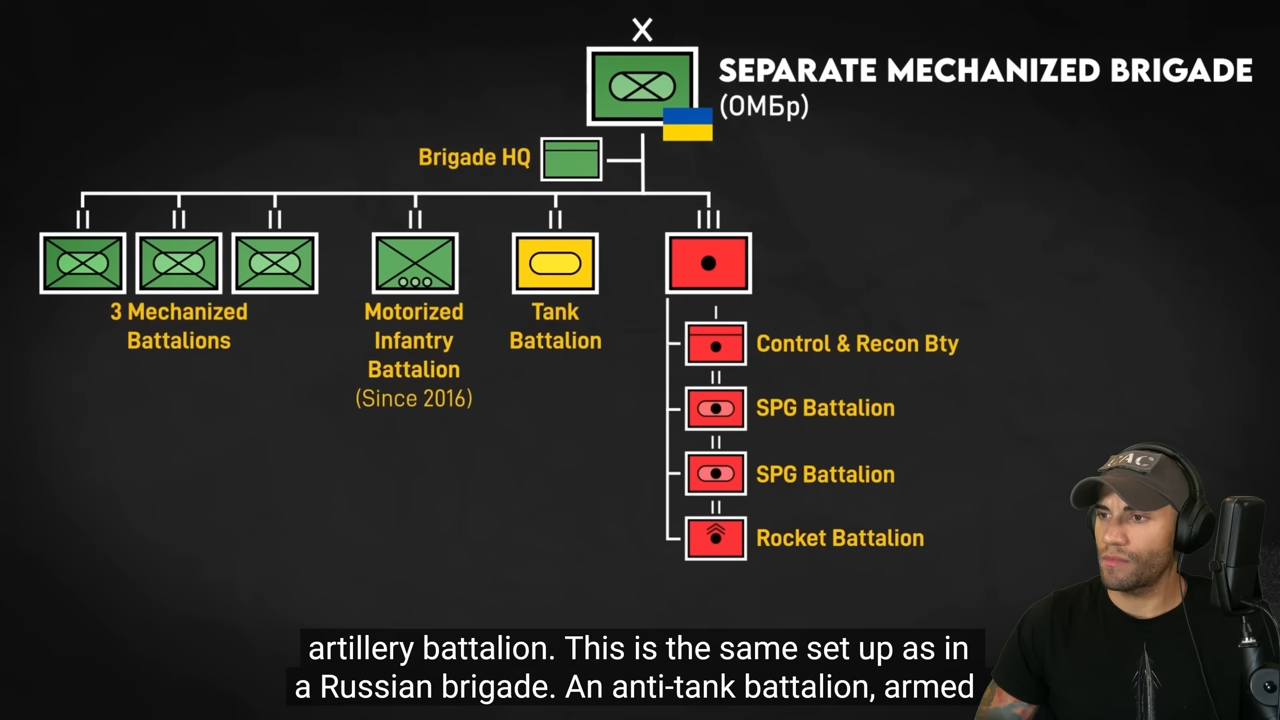 X
SEPARATE MECHANIZED BRIGADE
(ОМБр)
Brigade HQ
3 Mechanized
Battalions
Motorized
Infantry
Battalion
(Since 2016)
Tank
Battalion
Control & Recon Bty
SPG Battalion
SPG Battalion
Rocket Battalion
artillery battalion. This is the same set up as in
a Russian brigade. An anti-tank battalion, armed